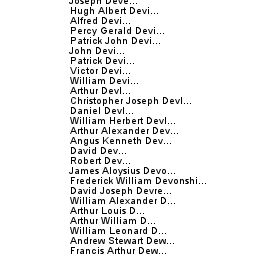 Joseph Deve...
Hugh Albert Devi...
Alfred Devi...
Percy Gerald Devi...
Patrick John Devi...
John Devi...
Patrick Devi...
Victor Devi...
William Devi...
Arthur Devl...
Christopher Joseph Devl...
Daniel Devl...
William Herbert Devl...
Arthur Alexander Dev...
Angus Kenneth Dev...
David Dev...
Robert Dev...
James Aloysius Devo...
Frederick William Devonshi...
David Joseph Devre...
William Alexander D...
Arthur Louis D...
Arthur William D...
William Leonard D...
Andrew Stewart Dew...
Francis Arthur Dew...